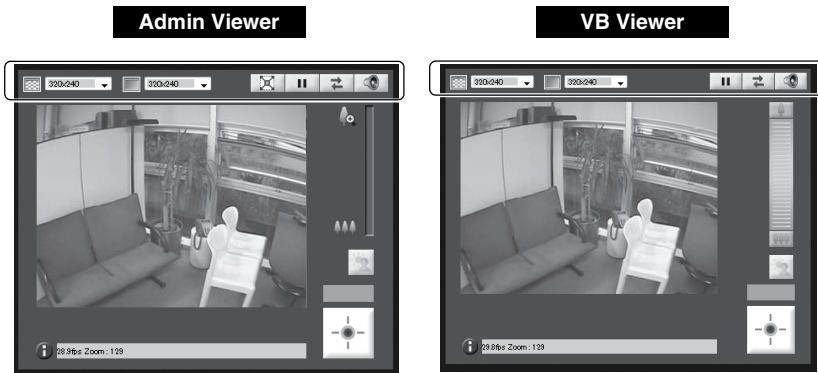 Admin Viewer
VB Viewer
320x240
320x240
320x240
320x240
28.9fps Zoom : 129
29.8fps Zoom : 129